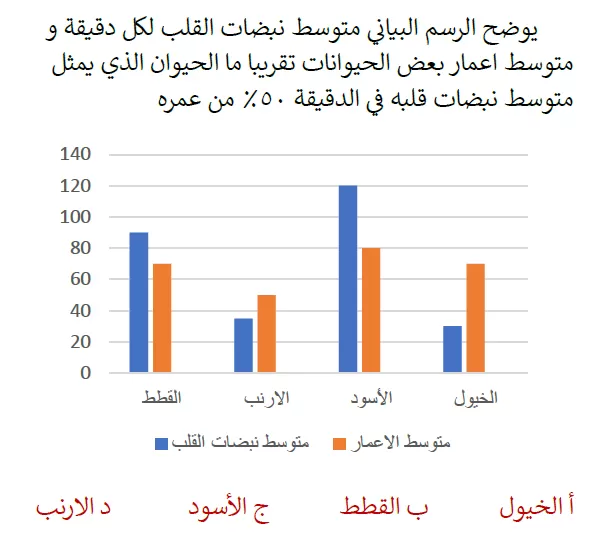 يوضح الرسم البياني متوسط نبضات القلب لكل دقيقة و
متوسط اعمار بعض الحيوانات تقريبا ما الحيوان الذي يمثل
متوسط نبضات قلبه في الدقيقة ٥٠٪ من عمره
140
120
100
80
60
40
20
0
القطط
الارنب
الأسود
الخيول
متوسط نبضات القلب
متوسط الاعمار
أ الخيول ب القطط ج الأسود د الارنب